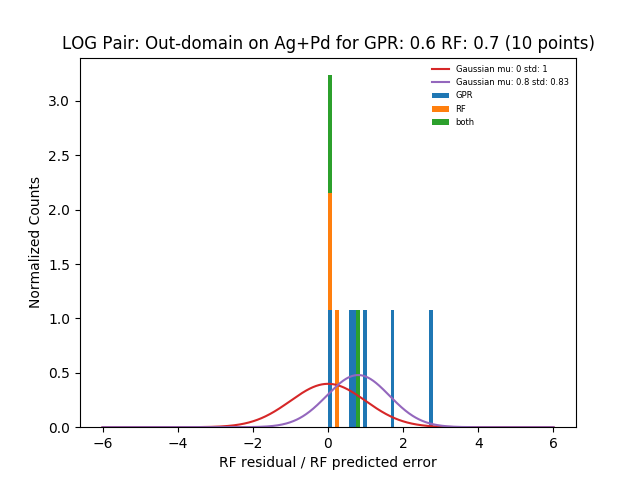 LOG Pair: Out-domain on Ag+Pd for GPR: 0.6 RF: 0.7 (10 points)
Gaussian mu: 0 std: 1
Gaussian mu: 0.8 std: 0.83
GPR
RF
both
Normalized Counts
3.0
2.5
2.0
1.5
1.0
0.5
0.0
−6 −4 −2 0 2 4 6
RF residual / RF predicted error